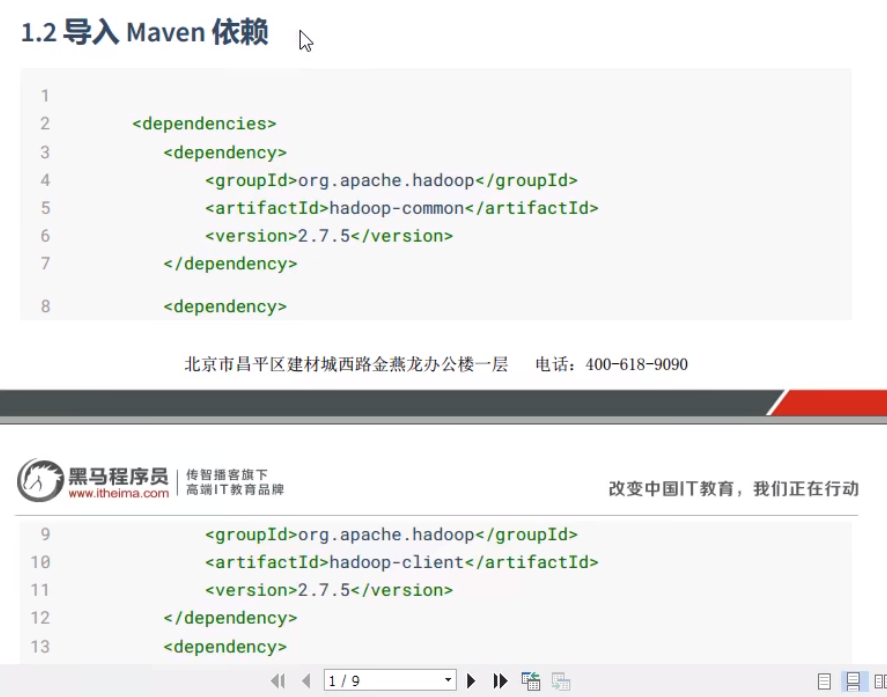 1.2 导入 Maven 依赖
1
2 <dependencies>
3 <dependency>
4 <groupId>org.apache.hadoop</groupId>
5 <artifactId>hadoop-common</artifactId>
6 <version>2.7.5</version>
7 </dependency>
8 <dependency>
北京市昌平区建材城西路金燕龙办公楼一层 电话：400-618-9090
黑马程序员 传智播客旗下
www.itheima.com 高端IT教育品牌
改变中国IT教育，我们正在行动
9 <groupId>org.apache.hadoop</groupId>
10 <artifactId>hadoop-client</artifactId>
11 <version>2.7.5</version>
12 </dependency>
13 <dependency>
1 / 9